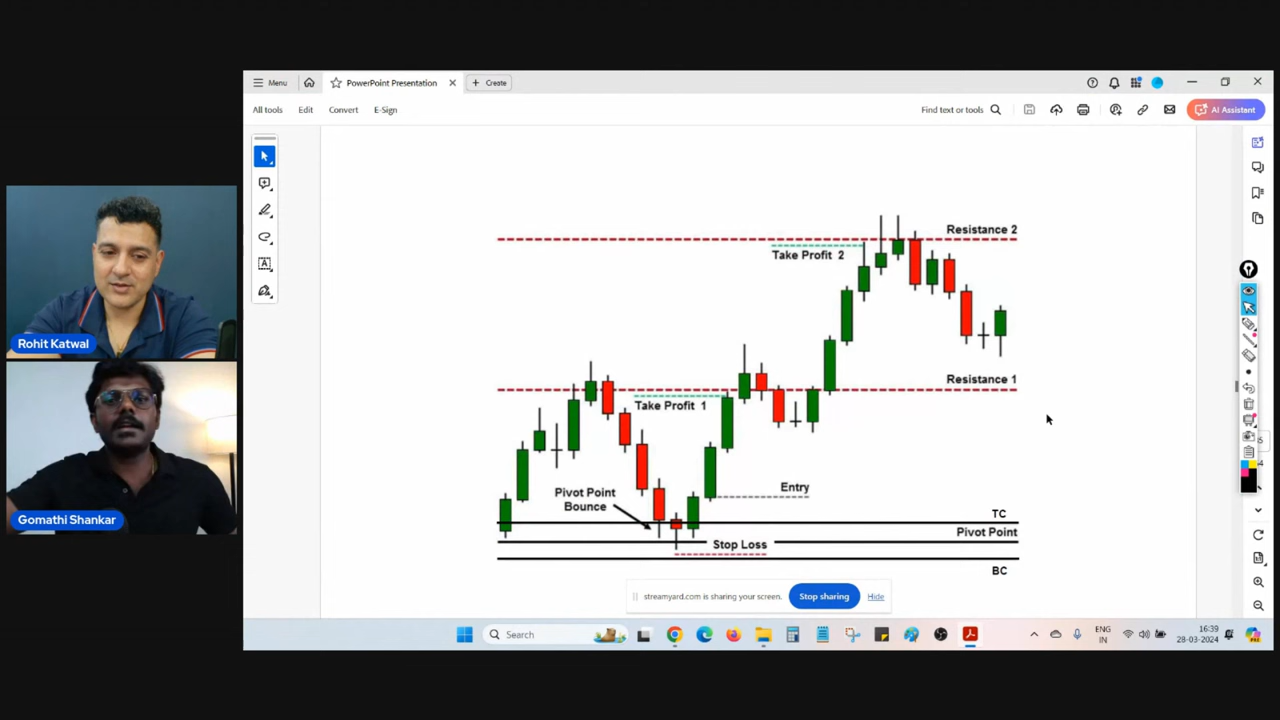 Menu
PowerPoint Presentation
Create
All tools
Edit
Convert
E-Sign
Find text or tools
AI Assistent
Resistance 2
Take Profit 2
Rohit Katwal
Resistance 1
Take Profit 1
Entry
Pivot Point
Bounce
Gomathi Shankar
TC
Pivot Point
Stop Loss
BC
streamyard.com is sharing your screen.
Stop sharing
Hide
Search
ENG
IN
16:39
28-03-2024